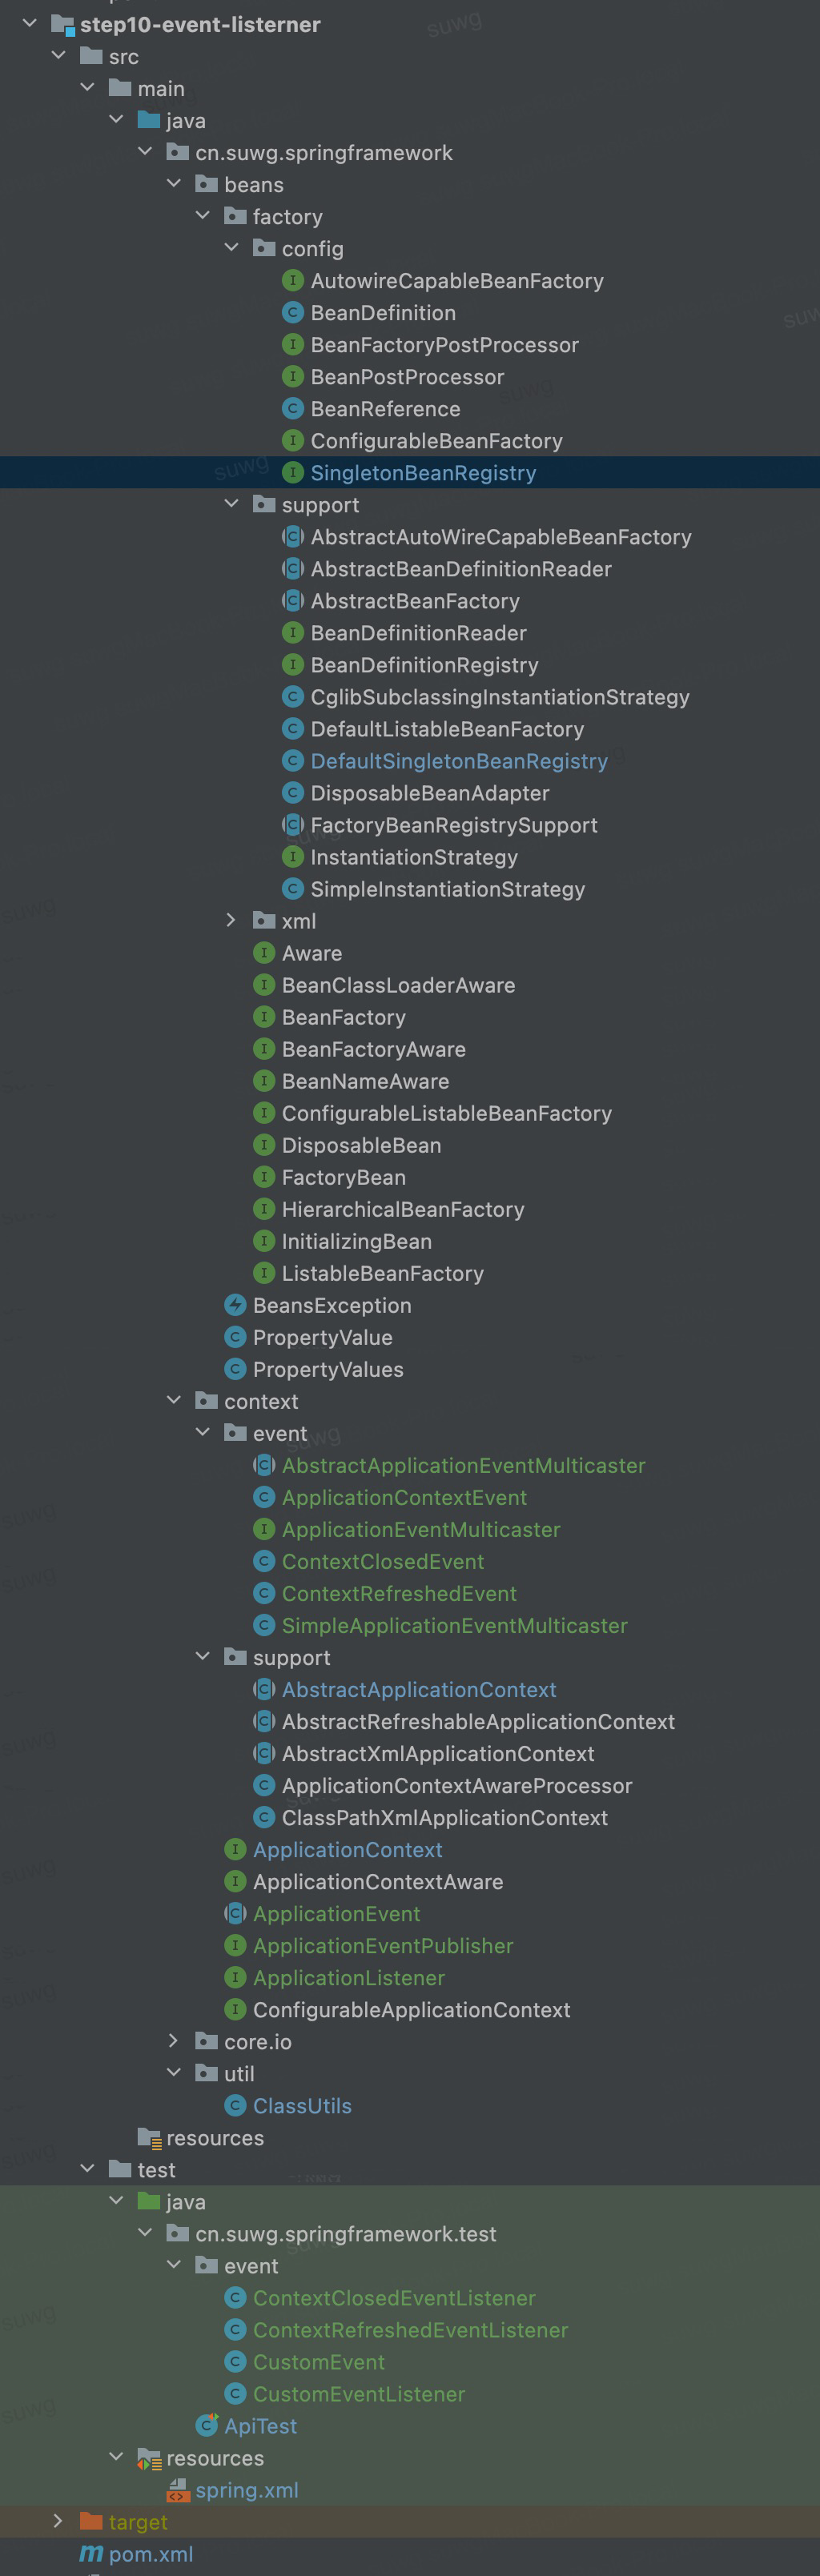 step10-event-listerner
src
main
java
cn.suwg.springframework
beans
factory
config
AutowireCapableBeanFactory
BeanDefinition
BeanFactoryPostProcessor
BeanPostProcessor
BeanReference
ConfigurableBeanFactory
SingletonBeanRegistry
support
AbstractAutoWireCapableBeanFactory
AbstractBeanDefinitionReader
AbstractBeanFactory
BeanDefinitionReader
BeanDefinitionRegistry
CglibSubclassingInstantiationStrategy
DefaultListableBeanFactory
DefaultSingletonBeanRegistry
DisposableBeanAdapter
FactoryBeanRegistrySupport
InstantiationStrategy
SimpleInstantiationStrategy
xml
Aware
BeanClassLoaderAware
BeanFactory
BeanFactoryAware
BeanNameAware
ConfigurableListableBeanFactory
DisposableBean
FactoryBean
HierarchicalBeanFactory
InitializingBean
ListableBeanFactory
BeansException
PropertyValue
PropertyValues
context
event
AbstractApplicationEventMulticaster
ApplicationContextEvent
ApplicationEventMulticaster
ContextClosedEvent
ContextRefreshedEvent
SimpleApplicationEventMulticaster
support
AbstractApplicationContext
AbstractRefreshableApplicationContext
AbstractXmlApplicationContext
ApplicationContextAwareProcessor
ClassPathXmlApplicationContext
ApplicationContext
ApplicationContextAware
ApplicationEvent
ApplicationEventPublisher
ApplicationListener
ConfigurableApplicationContext
core.io
util
ClassUtils
resources
test
java
cn.suwg.springframework.test
event
ContextClosedEventListener
ContextRefreshedEventListener
CustomEvent
CustomEventListener
ApiTest
resources
spring.xml
target
pom.xml